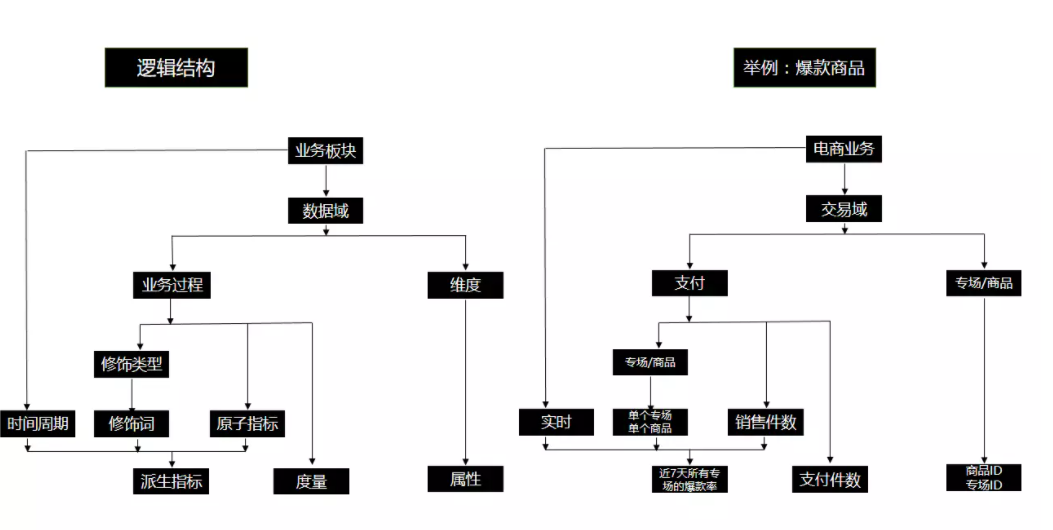 逻辑结构
举例：爆款商品
业务板块
数据域
业务过程
维度
修饰类型
时间周期
修饰词
原子指标
派生指标
度量
属性
电商业务
交易域
支付
专场/商品
专场/商品
实时
单个专场
单个商品
销售件数
近7天所有专
场的爆款率
支付件数
商品ID
专场ID